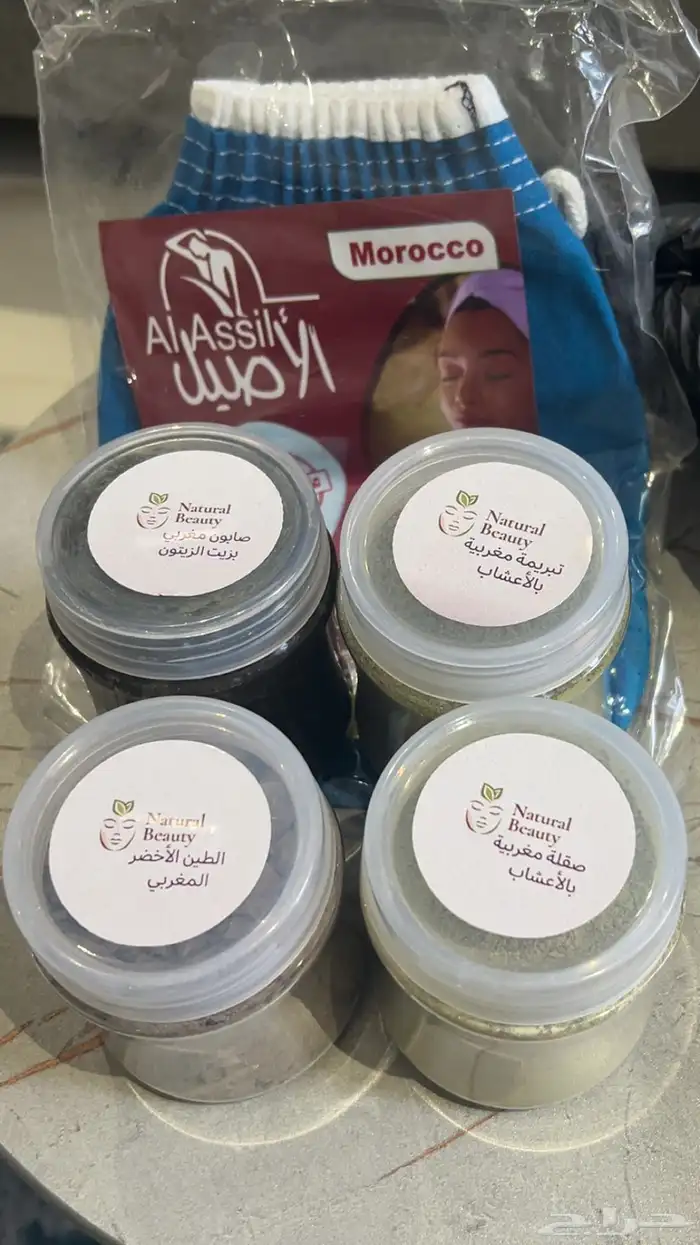 Morocco
Al Assil
الأصيل
Natural
Beauty
صابون مغربي
بزيت الزيتون
Natural
Beauty
تبريمة مغربية
بالأعشاب
Natural
Beauty
الطين الأخضر
المغربي
Natural
Beauty
صقلة مغربية
بالأعشاب
حراج